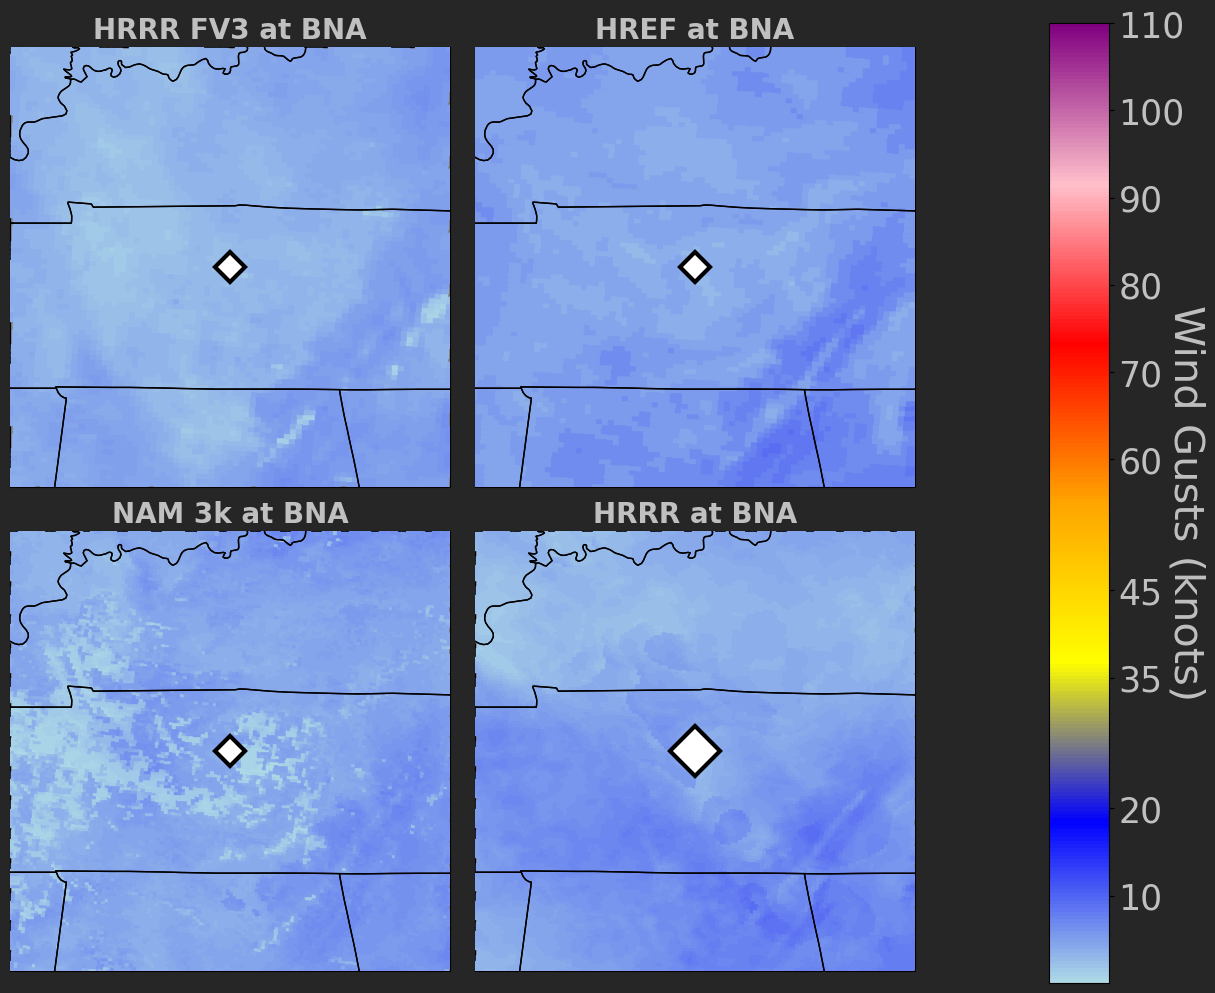 HRRR FV3 at BNA
HREF at BNA
NAM 3k at BNA
HRRR at BNA
110
100
90
80
70
60
45
35
20
10
Wind Gusts (knots)